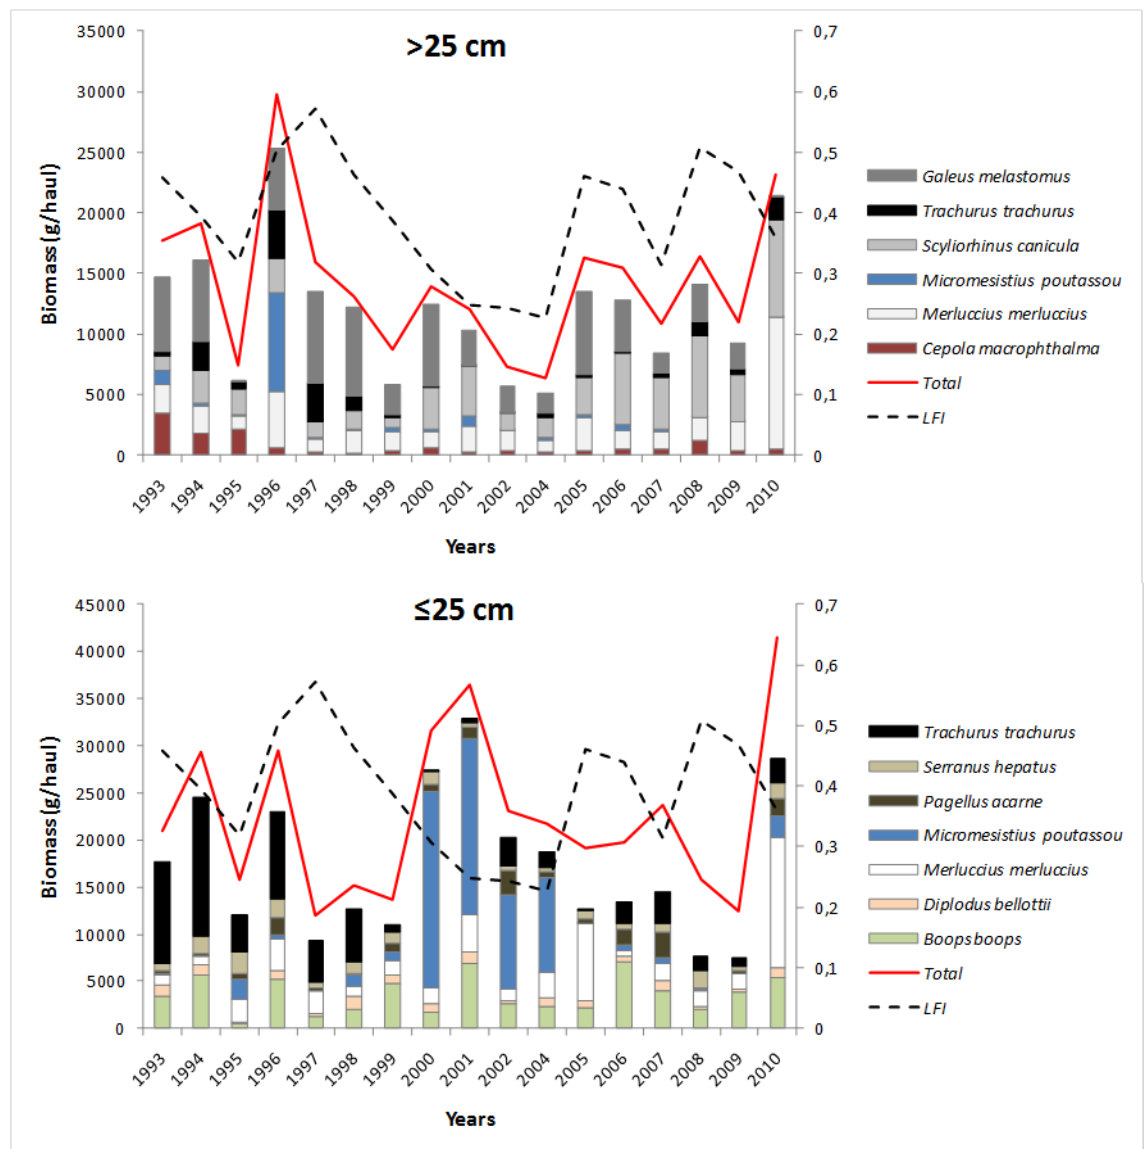 >25 cm
Biomass (g/haul)
35000
30000
25000
20000
15000
10000
5000
0
0,7
0,6
0,5
0,4
0,3
0,2
0,1
0
1993 1994 1995 1996 1997 1998 1999 2000 2001 2002 2004 2005 2006 2007 2008 2009 2010
Years
Galeus melastomus
Trachurus trachurus
Scyliorhinus canicula
Micromesistius poutassou
Merluccius merluccius
Cepola macrophthalma
Total
LFI
≤25 cm
Biomass (g/haul)
45000
40000
35000
30000
25000
20000
15000
10000
5000
0
0,7
0,6
0,5
0,4
0,3
0,2
0,1
0
1993 1994 1995 1996 1997 1998 1999 2000 2001 2002 2004 2005 2006 2007 2008 2009 2010
Years
Trachurus trachurus
Serranus hepatus
Pagellus acarne
Micromesistius poutassou
Merluccius merluccius
Diplodus bellottii
Boops boops
Total
LFI